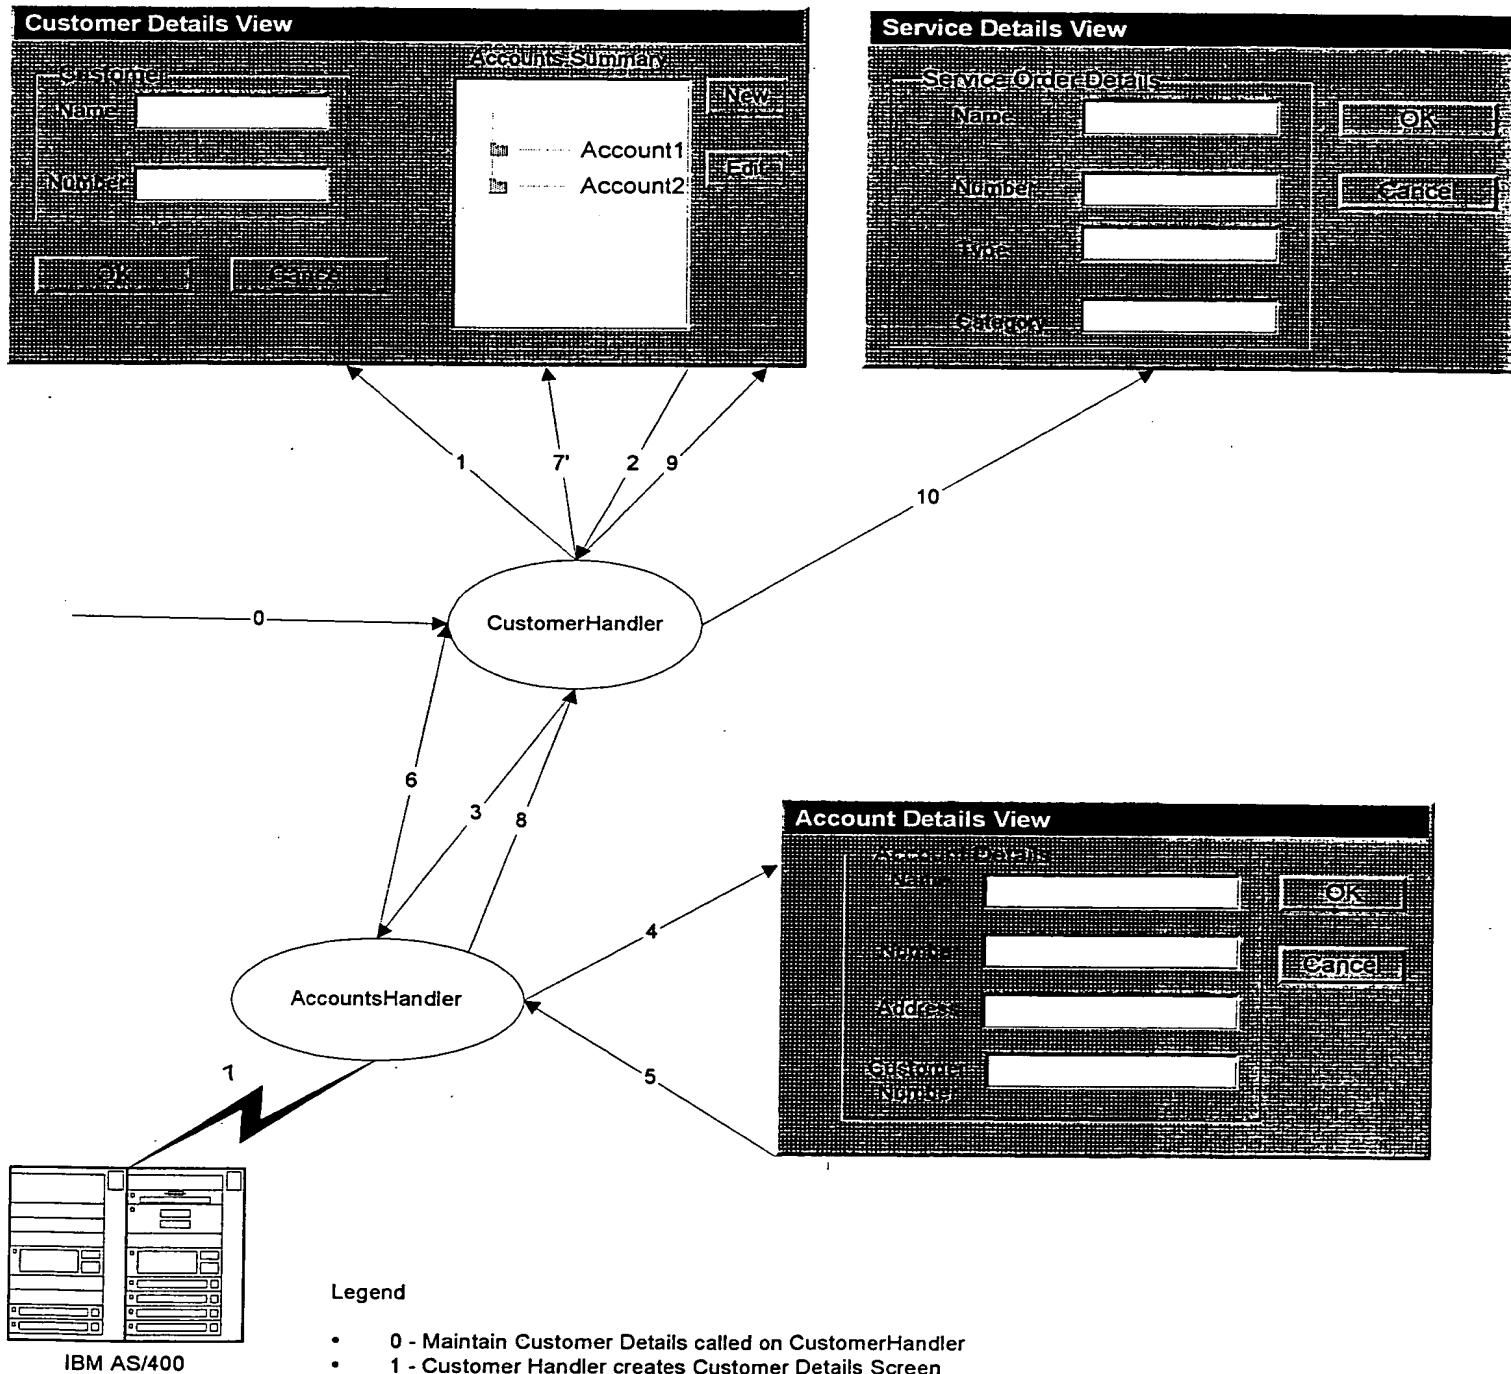 Customer Details View
Customer
Name
Number
OK
Cancel
Accounts Summary
Account1
Account2
New
Edit
Service Details View
Service Order Details
Name
Number
Type
Category
OK
Cancel
1
7'
2
9
10
0
CustomerHandler
6
3
8
4
5
AccountsHandler
7
Account Details View
Account Details
Name
Number
Address
Customer
Number
OK
Cancel
IBM AS/400
Legend
• 0 - Maintain Customer Details called on CustomerHandler
• 1 - Customer Handler creates Customer Details Screen